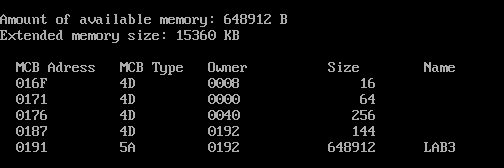 Amount of available memory: 648912 B
Extended memory size: 15360 KB
MCB Adress MCB Type Owner Size Name
016F 4D 0008 16
0171 4D 0000 64
0176 4D 0040 256
0187 4D 0192 144
0191 5A 0192 648912 LAB3